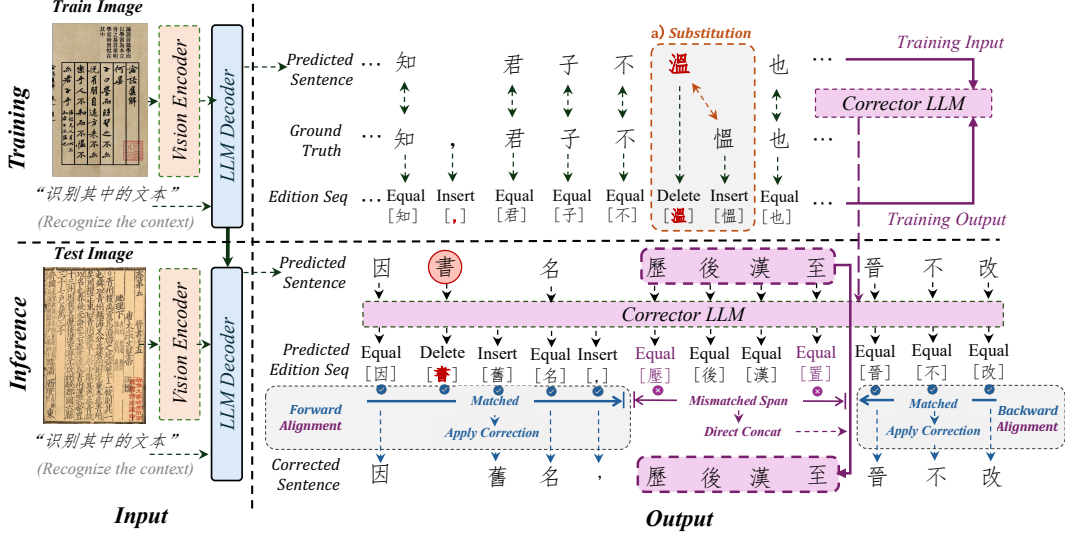 Train Image
Training
Vision Encoder
LLM Decoder
“识别其中的文本”
(Recognize the context)
Predicted Sentence
··· 知 君 子 不 溫 也 ···
a) Substitution
Ground Truth
··· 知 , 君 子 不 慍 也 ···
Edition Seq
··· Equal Insert Equal Equal Equal Delete Insert Equal ···
[知] [,] [君] [子] [不] [溫] [慍] [也]
Training Input
Corrector LLM
Training Output
Test Image
Inference
Vision Encoder
LLM Decoder
“识别其中的文本”
(Recognize the context)
Input
Predicted Sentence
因 書 名 歷 後 漢 至 晉 不 改
Corrector LLM
Predicted Edition Seq
Equal Delete Insert Equal Insert Equal Equal Equal Equal Equal Equal Equal
[因] [書] [舊] [名] [,] [壓] [後] [漢] [置] [晉] [不] [改]
Forward Alignment
Matched
Apply Correction
Mismatched Span
Direct Concat
Matched
Apply Correction
Backward Alignment
Corrected Sentence
因 舊 名 , 歷 後 漢 至 晉 不 改
Output